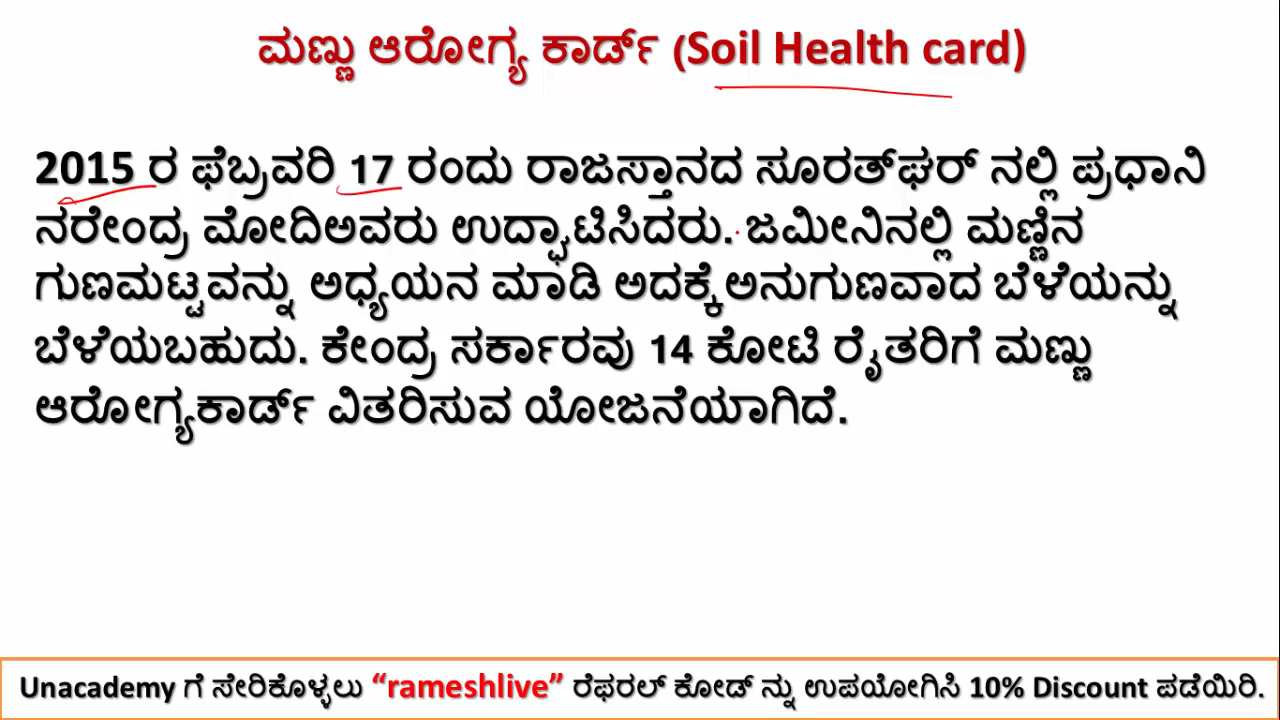 ಮಣ್ಣು ಆರೋಗ್ಯ ಕಾರ್ಡ್ (Soil Health card)
2015 ರ ಫೆಬ್ರವರಿ 17 ರಂದು ರಾಜಸ್ತಾನದ ಸೂರತ್‌ಘರ್ ನಲ್ಲಿ ಪ್ರಧಾನಿ
ನರೇಂದ್ರ ಮೋದಿಅವರು ಉದ್ಘಾಟಿಸಿದರು. ಜಮೀನಿನಲ್ಲಿ ಮಣ್ಣಿನ
ಗುಣಮಟ್ಟವನ್ನು ಅಧ್ಯಯನ ಮಾಡಿ ಅದಕ್ಕೆಅನುಗುಣವಾದ ಬೆಳೆಯನ್ನು
ಬೆಳೆಯಬಹುದು. ಕೇಂದ್ರ ಸರ್ಕಾರವು 14 ಕೋಟಿ ರೈತರಿಗೆ ಮಣ್ಣು
ಆರೋಗ್ಯಕಾರ್ಡ್ ವಿತರಿಸುವ ಯೋಜನೆಯಾಗಿದೆ.
Unacademy ಗೆ ಸೇರಿಕೊಳ್ಳಲು “rameshlive” ರೆಫರಲ್ ಕೋಡ್ ನ್ನು ಉಪಯೋಗಿಸಿ 10% Discount ಪಡೆಯಿರಿ.